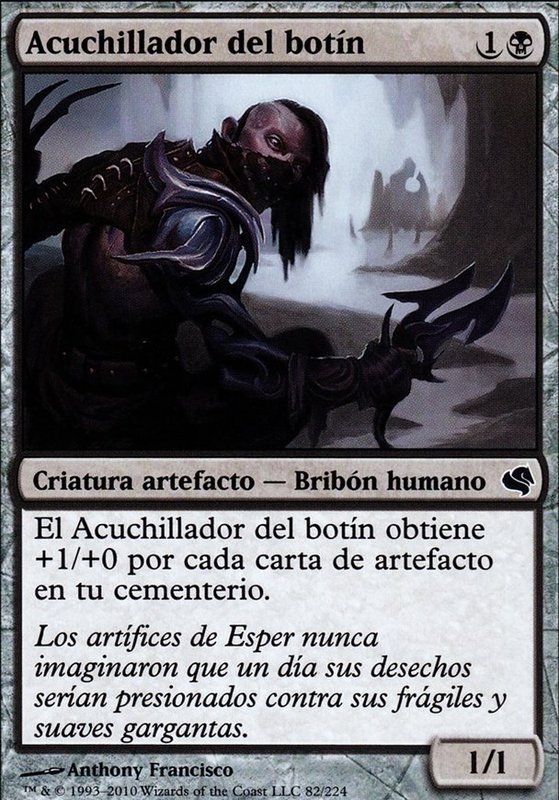 Acuchillador del botín 1
Criatura artefacto — Bribón humano
El Acuchillador del botín obtiene
+1/+0 por cada carta de artefacto
en tu cementerio.
Los artífices de Esper nunca
imaginaron que un día sus desechos
serían presionados contra sus frágiles y
suaves gargantas.
Anthony Francisco
1/1
™ & © 1993–2010 Wizards of the Coast LLC 82/224